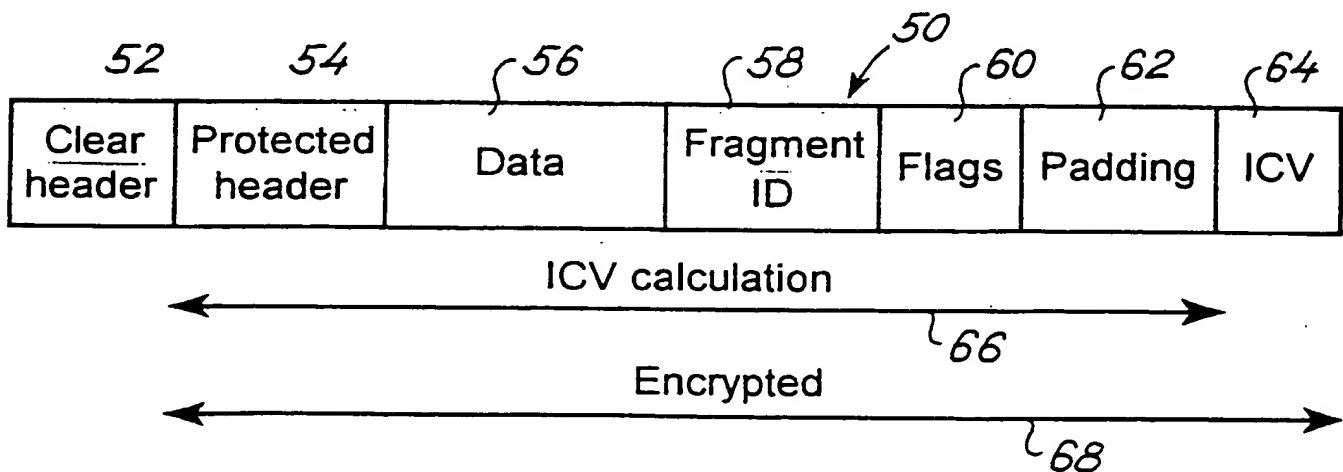 50
52 54 56 58 60 62 64
Clear header Protected header Data Fragment ID Flags Padding ICV
ICV calculation
66
Encrypted
68